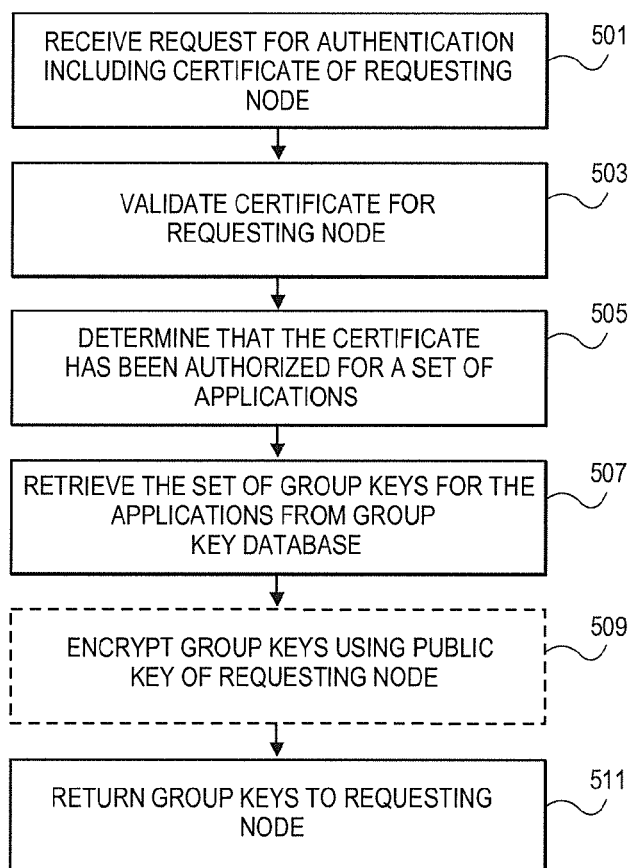 RECEIVE REQUEST FOR AUTHENTICATION
INCLUDING CERTIFICATE OF REQUESTING
NODE
501
VALIDATE CERTIFICATE FOR
REQUESTING NODE
503
DETERMINE THAT THE CERTIFICATE
HAS BEEN AUTHORIZED FOR A SET OF
APPLICATIONS
505
RETRIEVE THE SET OF GROUP KEYS FOR THE
APPLICATIONS FROM GROUP
KEY DATABASE
507
ENCRYPT GROUP KEYS USING PUBLIC
KEY OF REQUESTING NODE
509
RETURN GROUP KEYS TO REQUESTING
NODE
511